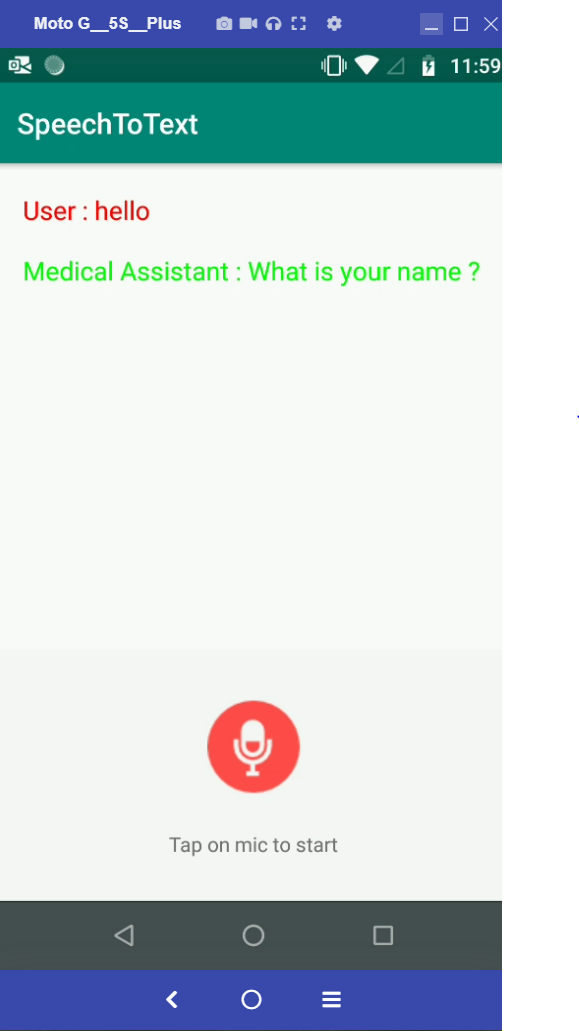 Moto G__5S__Plus
11:59
SpeechToText
User : hello
Medical Assistant : What is your name ?
Tap on mic to start